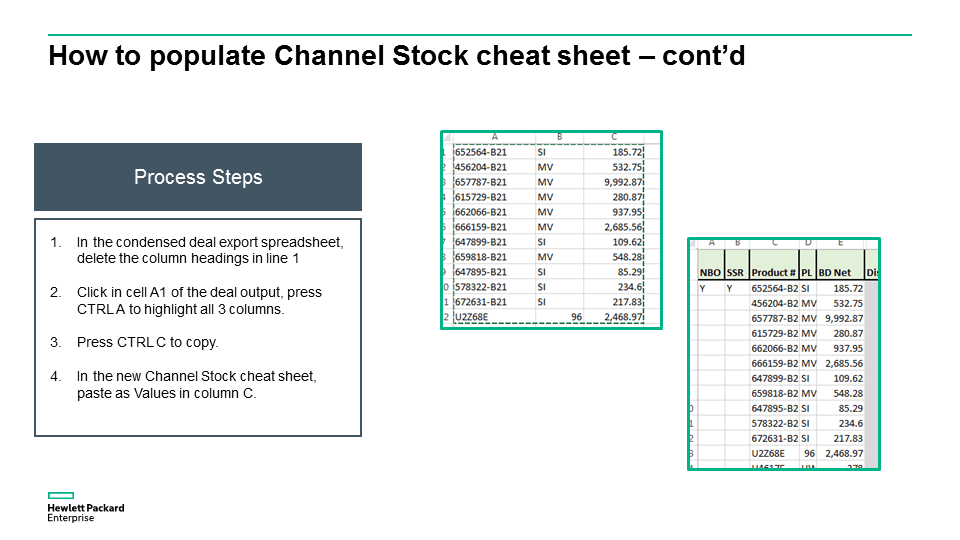 How to populate Channel Stock cheat sheet – cont’d
Process Steps
1. In the condensed deal export spreadsheet,
delete the column headings in line 1
2. Click in cell A1 of the deal output, press
CTRL A to highlight all 3 columns.
3. Press CTRL C to copy.
4. In the new Channel Stock cheat sheet,
paste as Values in column C.
A B C
1 652564-B21 SI 185.72
2 456204-B21 MV 532.75
3 657787-B21 MV 9,992.87
4 615729-B21 MV 280.87
5 662066-B21 MV 937.95
6 666159-B21 MV 2,685.56
7 647899-B21 SI 109.62
8 659818-B21 MV 548.28
9 647895-B21 SI 85.29
0 578322-B21 SI 234.6
1 672631-B21 SI 217.83
2 U2Z68E 96 2,468.97
A B C D E
NBO SSR Product # PL BD Net Dis
Y Y 652564-B2 SI 185.72
456204-B2 MV 532.75
657787-B2 MV 9,992.87
615729-B2 MV 280.87
662066-B2 MV 937.95
666159-B2 MV 2,685.56
647899-B2 SI 109.62
659818-B2 MV 548.28
0 647895-B2 SI 85.29
1 578322-B2 SI 234.6
2 672631-B2 SI 217.83
3 U2Z68E 96 2,468.97
Hewlett Packard
Enterprise